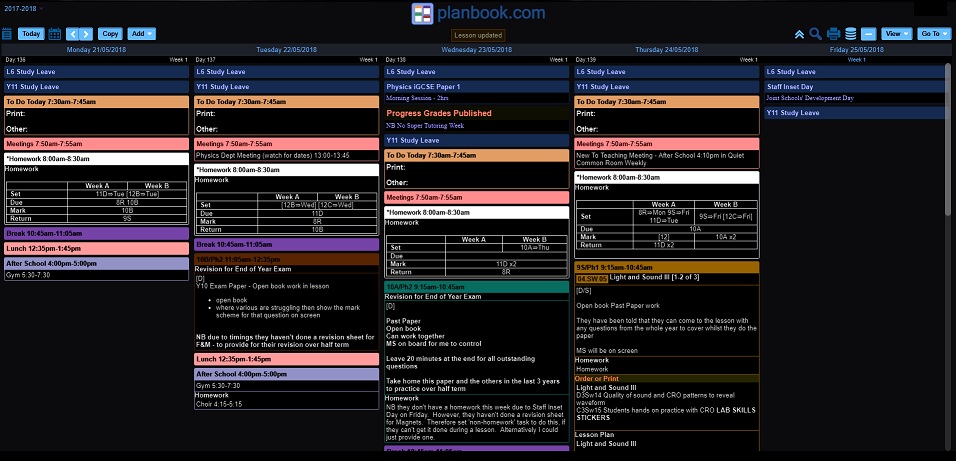 2017-2018
planbook.com
Today
Copy
Add
Lesson updated
View
Go To
Monday 21/05/2018
Tuesday 22/05/2018
Wednesday 23/05/2018
Thursday 24/05/2018
Friday 25/05/2018
Day:136 Week 1
L6 Study Leave
Y11 Study Leave
To Do Today 7:30am-7:45am
Print:
Other:
Meetings 7:50am-7:55am
*Homework 8:00am-8:30am
Homework
Week A Week B
Set 11D⇒Tue [12B⇒Tue]
Due 8R 10B
Mark 10B
Return 9S
Break 10:45am-11:05am
Lunch 12:35pm-1:45pm
After School 4:00pm-5:00pm
Gym 5:30-7:30
Day:137 Week 1
L6 Study Leave
Y11 Study Leave
To Do Today 7:30am-7:45am
Print:
Other:
Meetings 7:50am-7:55am
Physics Dept Meeting (watch for dates) 13:00-13:45
*Homework 8:00am-8:30am
Homework
Week A Week B
Set [12B⇒Wed] [12C⇒Wed]
Due 11D
Mark 8R
Return 10B
Break 10:45am-11:05am
10D/Ph2 11:05am-12:35pm
Revision for End of Year Exam
[D]
Y10 Exam Paper - Open book work in lesson
• open book
• where various are struggling then show the mark
scheme for that question on screen
NB due to timings they haven't done a revision sheet for
F&M - to provide for their revision over half term
Lunch 12:35pm-1:45pm
After School 4:00pm-5:00pm
Gym 5:30-7:30
Homework
Choir 4:15-5:15
Day:138 Week 1
L6 Study Leave
Physics iGCSE Paper 1
Morning Session - 2hrs
Progress Grades Published
NB No Super Tutoring Week
Y11 Study Leave
To Do Today 7:30am-7:45am
Print:
Other:
Meetings 7:50am-7:55am
*Homework 8:00am-8:30am
Homework
Week A Week B
Set 10A⇒Thu
Due
Mark 11D x2
Return 8R
10A/Ph2 9:15am-10:45am
Revision for End of Year Exam
[D]
Past Paper
Open book
Can work together
MS on board for me to control
Leave 20 minutes at the end for all outstanding
questions
Take home this paper and the others in the last 3 years
to practice over half term
Homework
NB they don't have a homework this week due to Staff Inset
Day on Friday. However, they haven't done a revision sheet
for Magnets. Therefore set 'non-homework' task to do this, if
they can't get it done during a lesson. Alternatively I could
just provide one.
Day:139 Week 1
L6 Study Leave
Y11 Study Leave
To Do Today 7:30am-7:45am
Print:
Other:
Meetings 7:50am-7:55am
New To Teaching Meeting - After School 4:10pm in Quiet
Common Room Weekly
*Homework 8:00am-8:30am
Homework
Week A Week B
Set 8R⇒Mon 9S⇒Fri 11D⇒Tue 9S⇒Fri [12C⇒Fri]
Due 10A
Mark [12] 10A x2
Return 11D x2
9S/Ph1 9:15am-10:45am
04.SW 05 Light and Sound III [1.2 of 3]
[D/S]
Open book Past Paper work
They have been told that they can come to the lesson with
any questions from the whole year to cover whilst they do the
paper
MS will be on screen
Homework
Homework
Order or Print
Light and Sound III
D3Sw14 Quality of sound and CRO patterns to reveal
waveform
C3Sw15 Students hands on practice with CRO LAB SKILLS
STICKERS
Lesson Plan
Light and Sound III
Week 1
L6 Study Leave
Staff Inset Day
Joint Schools' Development Day
Y11 Study Leave